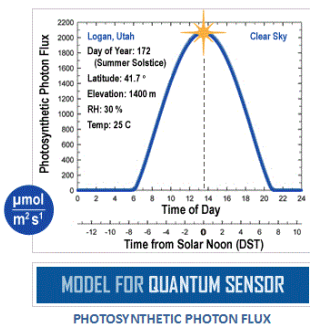 2200
2000
1800
1600
1400
1200
1000
800
600
400
200
0
Photosynthetic Photon Flux
Logan, Utah
Clear Sky
Day of Year: 172
(Summer Solstice)
Latitude: 41.7 °
Elevation: 1400 m
RH: 30 %
Temp: 25 C
µmol
m² s¹
0 2 4 6 8 10 12 14 16 18 20 22 24
Time of Day
-12 -10 -8 -6 -4 -2 0 2 4 6 8 10
Time from Solar Noon (DST)
MODEL FOR QUANTUM SENSOR
PHOTOSYNTHETIC PHOTON FLUX